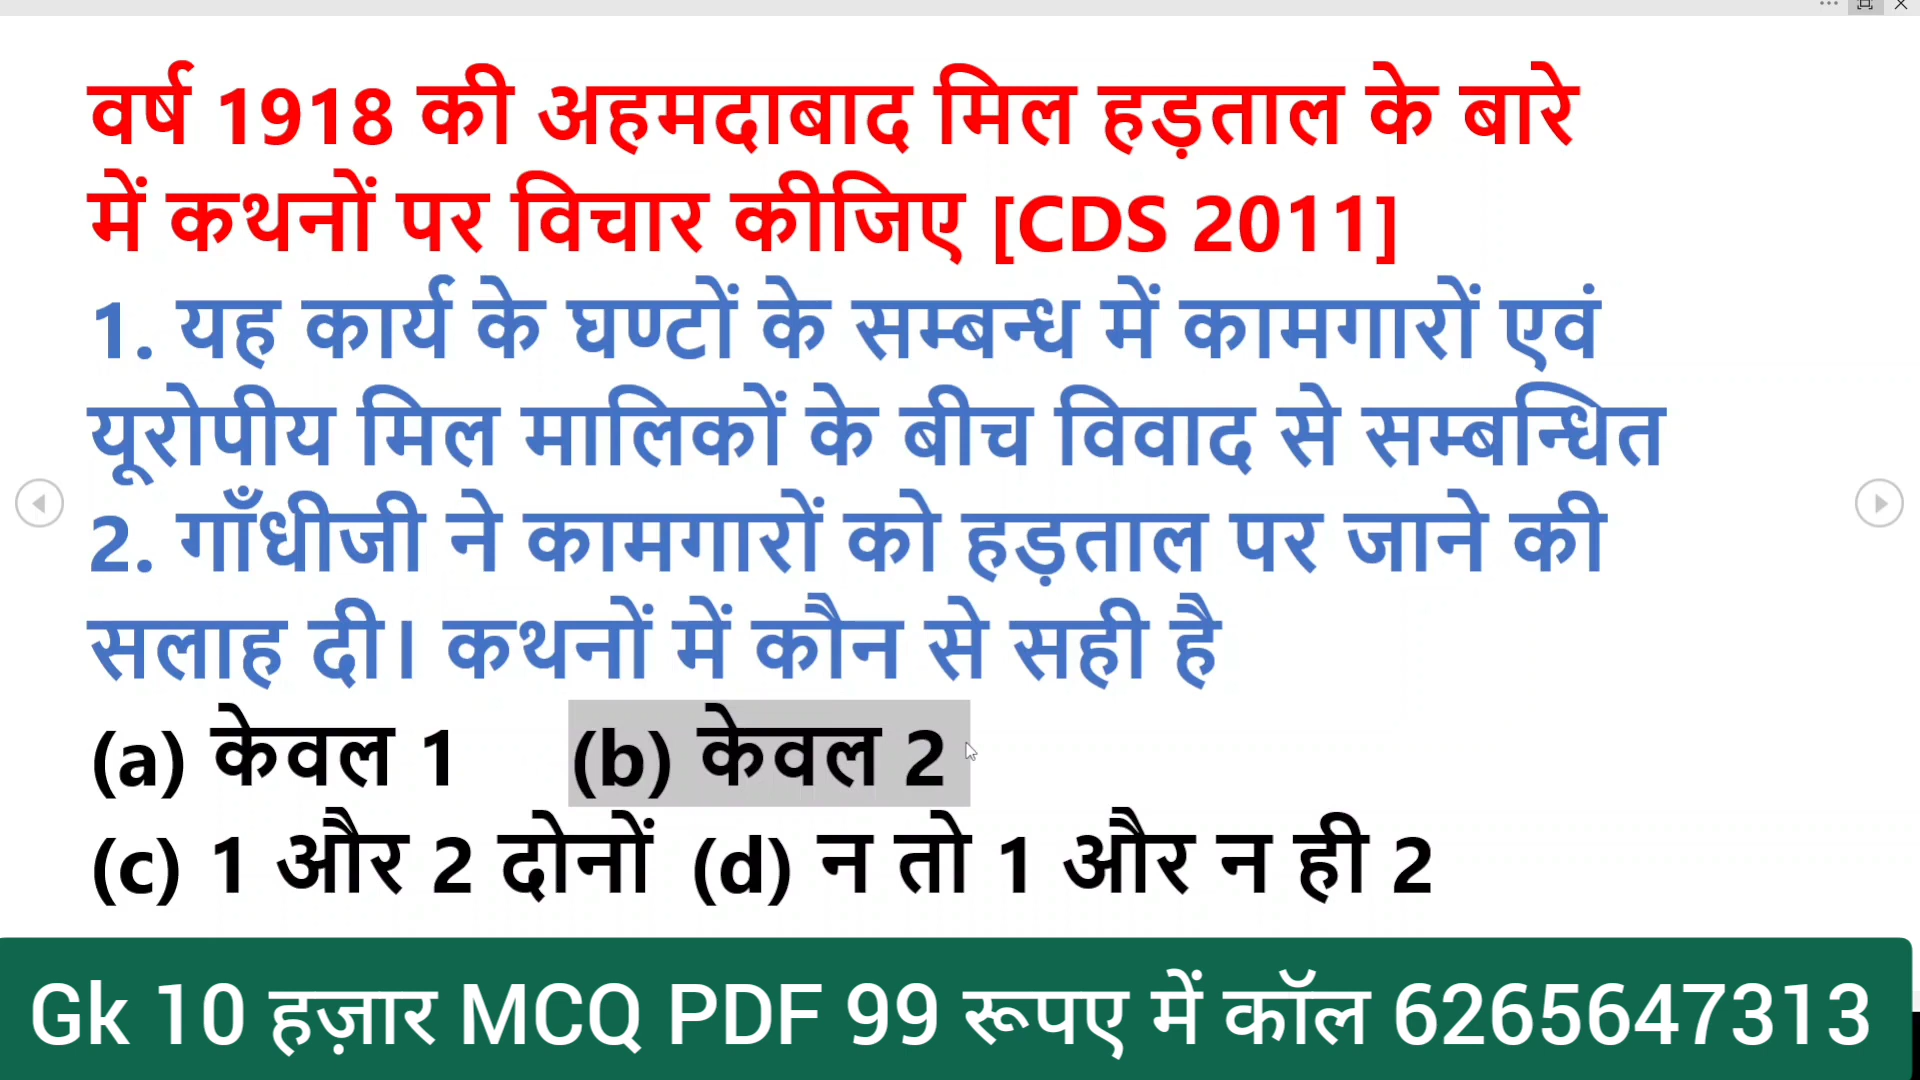 वर्ष 1918 की अहमदाबाद मिल हड़ताल के बारे
में कथनों पर विचार कीजिए [CDS 2011]
1. यह कार्य के घण्टों के सम्बन्ध में कामगारों एवं
यूरोपीय मिल मालिकों के बीच विवाद से सम्बन्धित
2. गाँधीजी ने कामगारों को हड़ताल पर जाने की
सलाह दी। कथनों में कौन से सही है
(a) केवल 1 (b) केवल 2
(c) 1 और 2 दोनों (d) न तो 1 और न ही 2
Gk 10 हज़ार MCQ PDF 99 रूपए में कॉल 6265647313